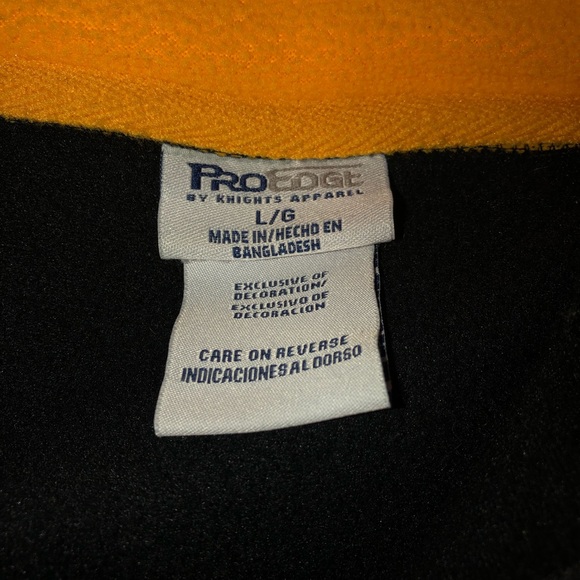 PROEDGE
BY KNIGHTS APPAREL
L/G
MADE IN/HECHO EN
BANGLADESH
EXCLUSIVE OF
DECORATION/
EXCLUSIVO DE
DECORACION
CARE ON REVERSE
INDICACIONES AL DORSO